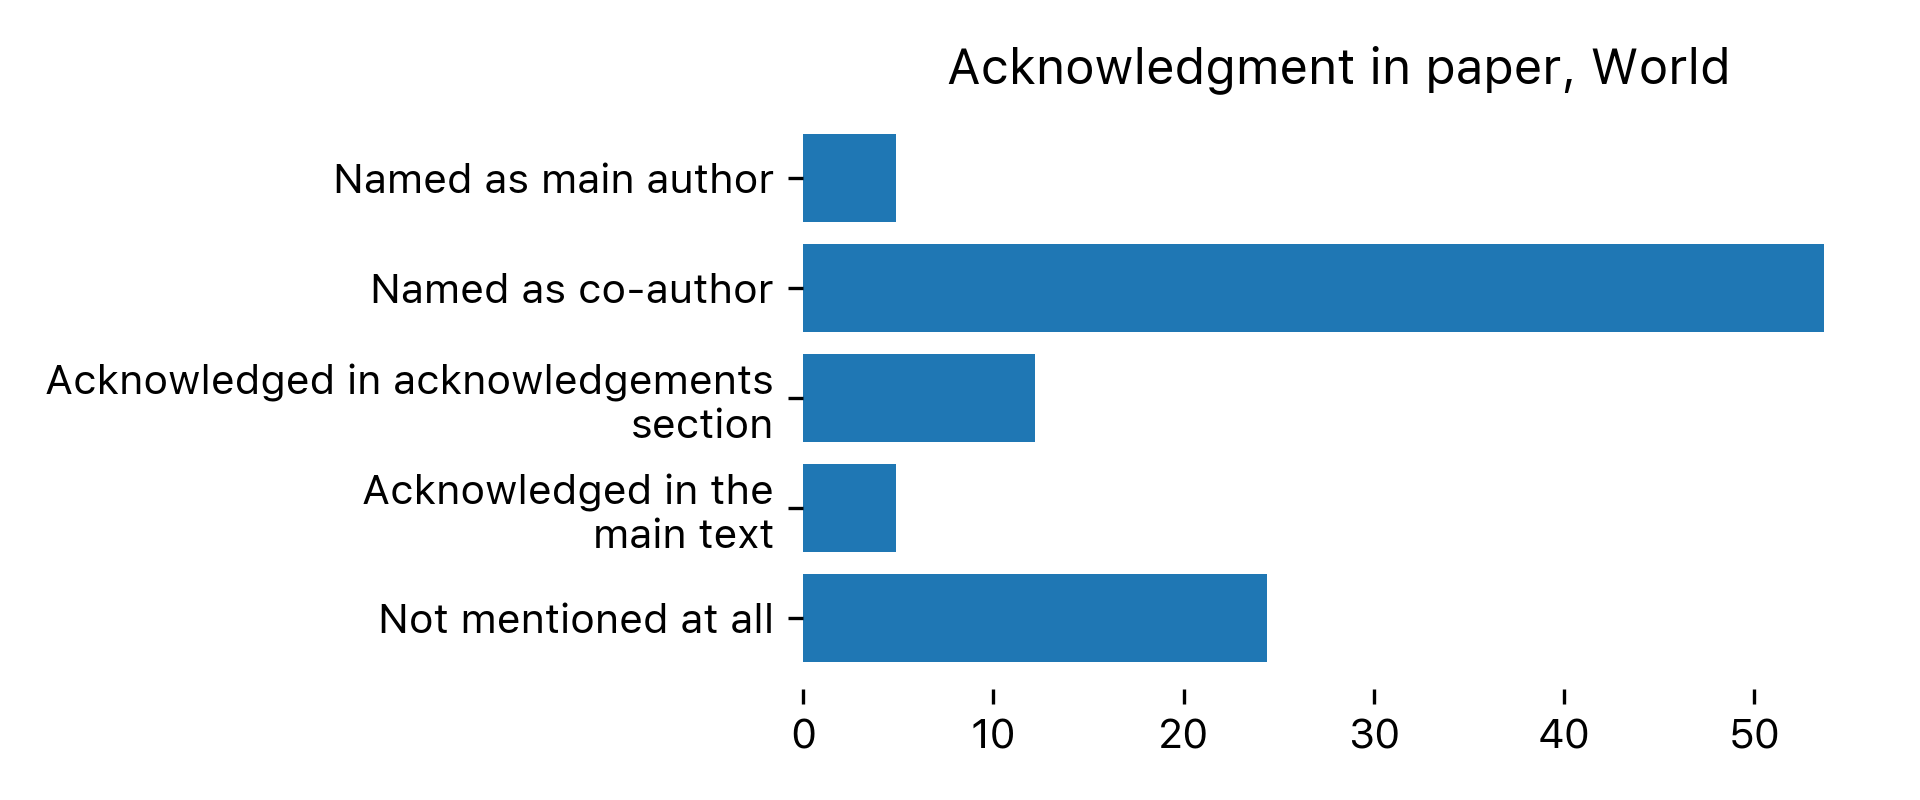 Acknowledgment in paper, World
Named as main author
Named as co-author
Acknowledged in acknowledgements
section
Acknowledged in the
main text
Not mentioned at all
0 10 20 30 40 50